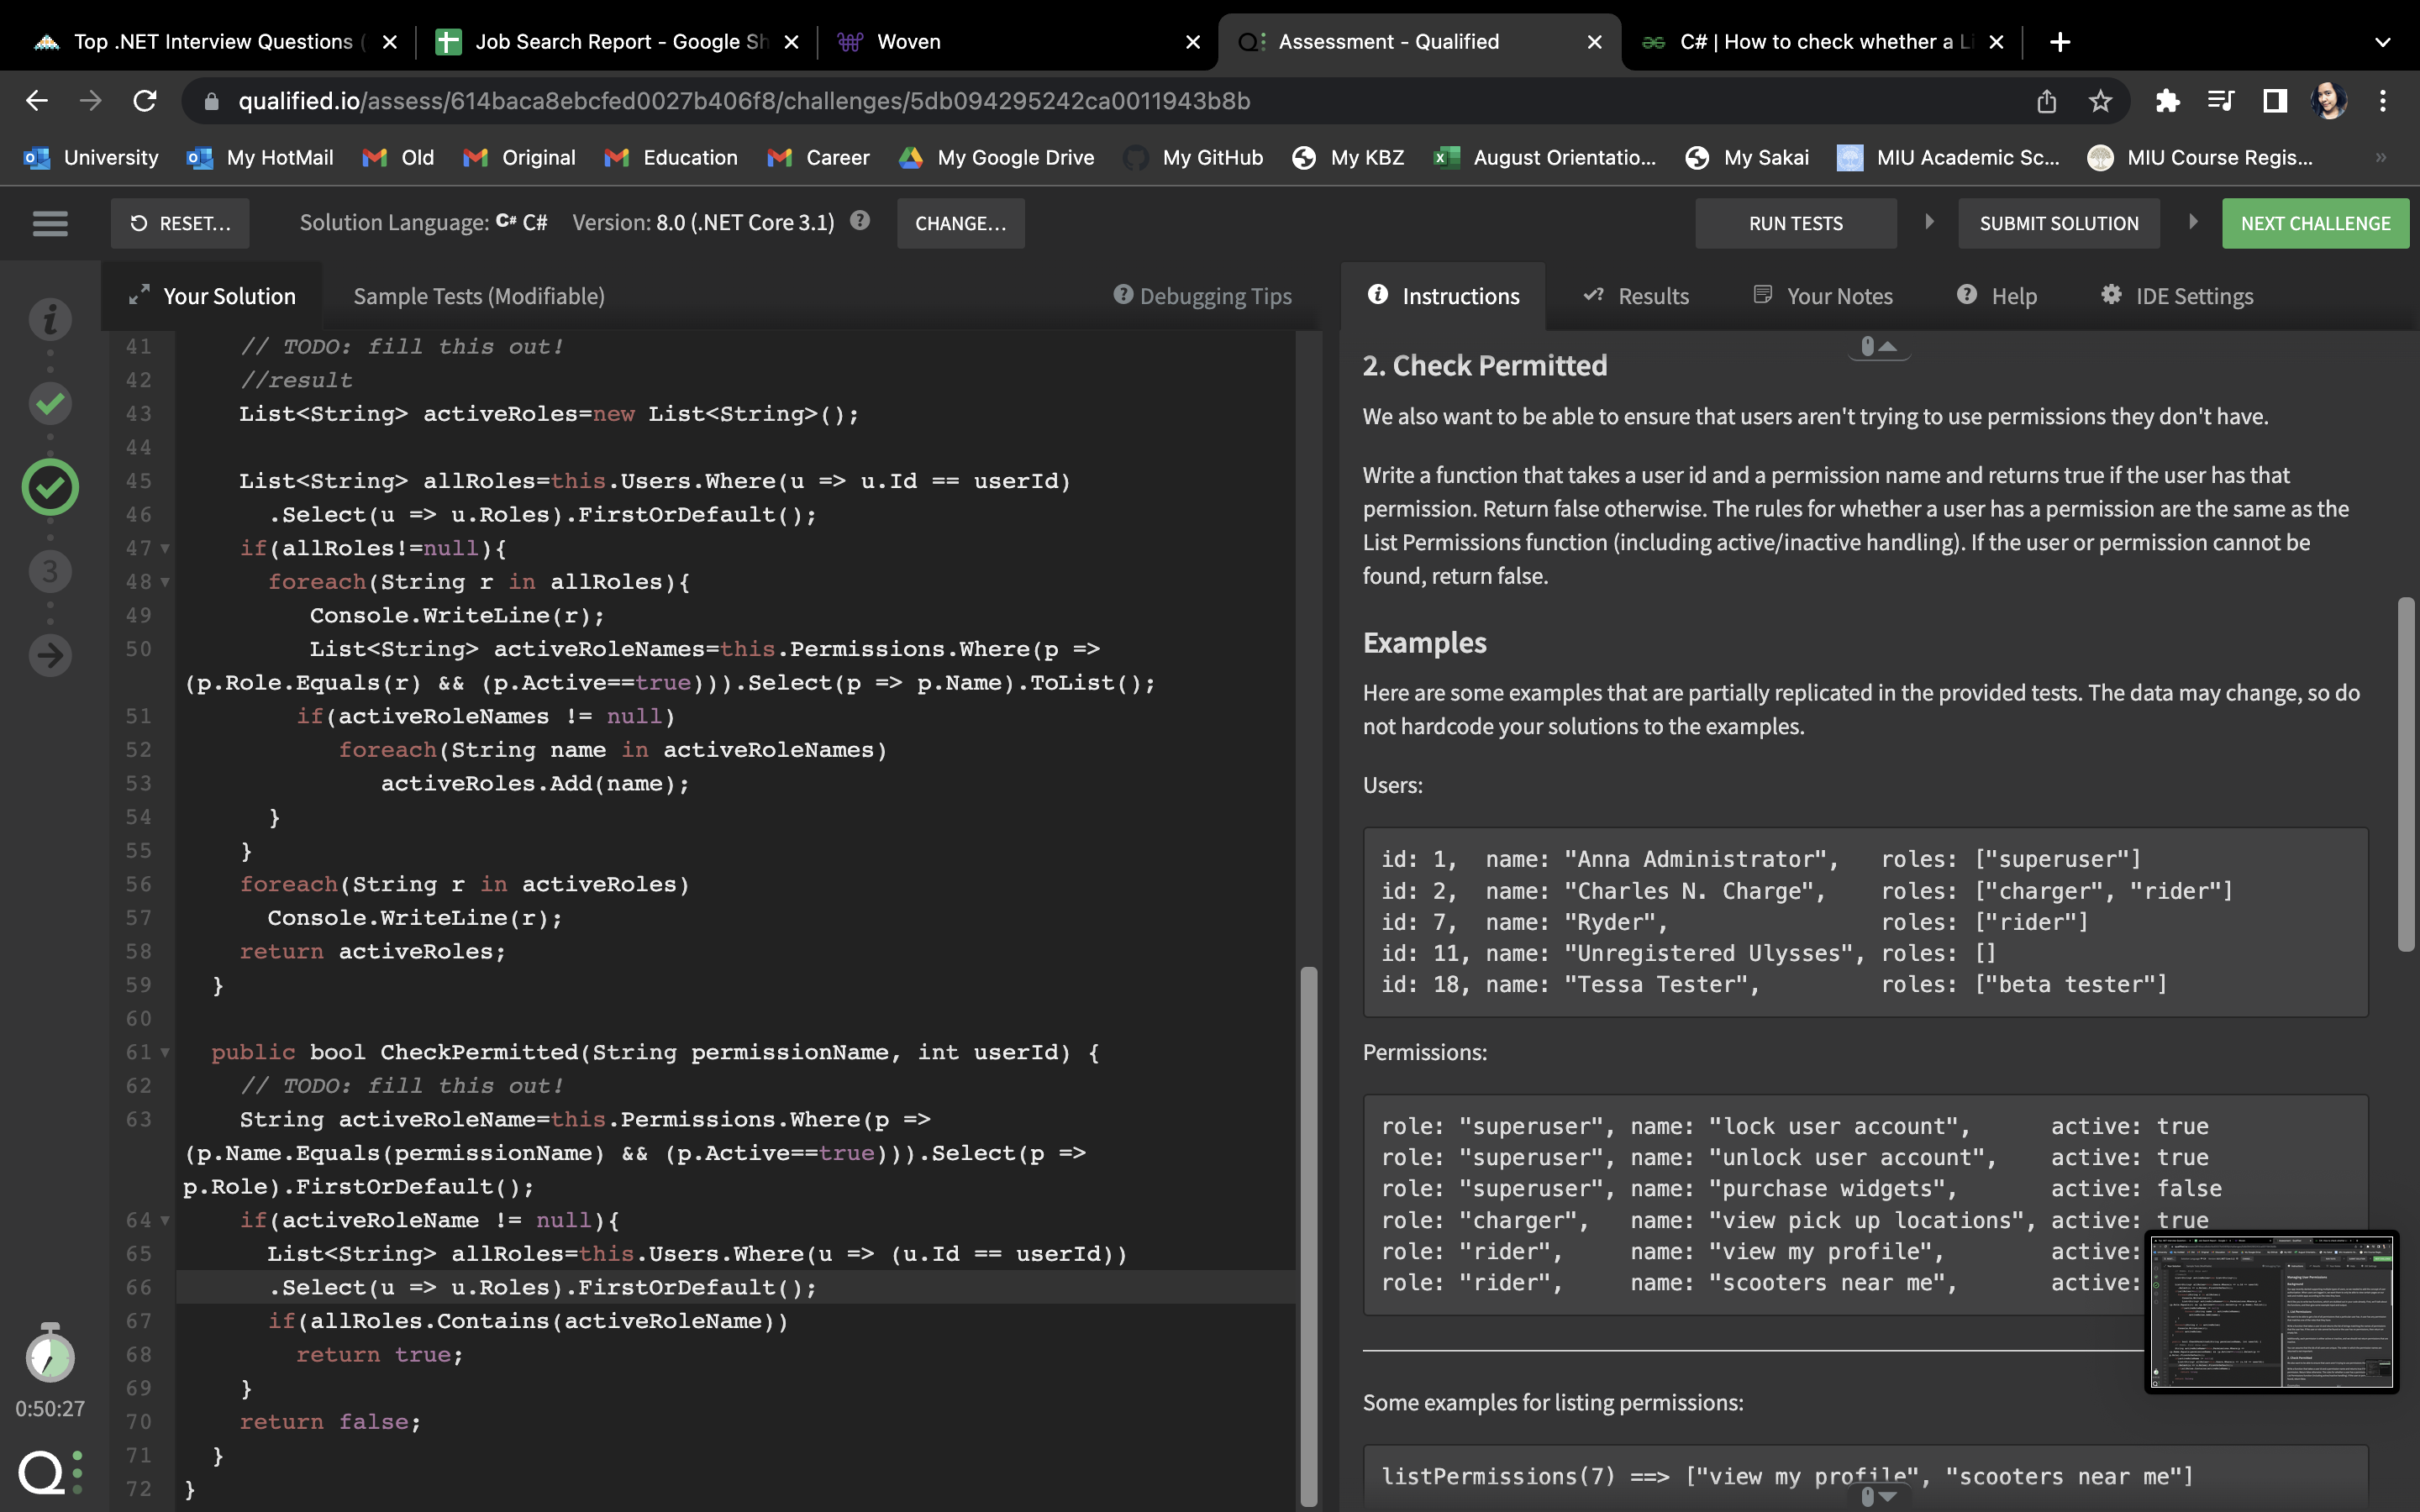 Top .NET Interview Questions (
Job Search Report - Google Sh
Woven
Assessment - Qualified
C# | How to check whether a Li
qualified.io/assess/614baca8ebcfed0027b406f8/challenges/5db094295242ca0011943b8b
University
My HotMail
Old
Original
Education
Career
My Google Drive
My GitHub
My KBZ
August Orientatio...
My Sakai
MIU Academic Sc...
MIU Course Regis...
RESET...
Solution Language: C# C#
Version: 8.0 (.NET Core 3.1)
CHANGE...
RUN TESTS
SUBMIT SOLUTION
NEXT CHALLENGE
Your Solution
Sample Tests (Modifiable)
Debugging Tips
Instructions
Results
Your Notes
Help
IDE Settings
3
0:50:27
41 // TODO: fill this out!
42 //result
43 List<String> activeRoles=new List<String>();
44
45 List<String> allRoles=this.Users.Where(u => u.Id == userId)
46 .Select(u => u.Roles).FirstOrDefault();
47 if(allRoles!=null){
48 foreach(String r in allRoles){
49 Console.WriteLine(r);
50 List<String> activeRoleNames=this.Permissions.Where(p =>
(p.Role.Equals(r) && (p.Active==true))).Select(p => p.Name).ToList();
51 if(activeRoleNames != null)
52 foreach(String name in activeRoleNames)
53 activeRoles.Add(name);
54 }
55 }
56 foreach(String r in activeRoles)
57 Console.WriteLine(r);
58 return activeRoles;
59 }
60
61 public bool CheckPermitted(String permissionName, int userId) {
62 // TODO: fill this out!
63 String activeRoleName=this.Permissions.Where(p =>
(p.Name.Equals(permissionName) && (p.Active==true))).Select(p =>
p.Role).FirstOrDefault();
64 if(activeRoleName != null){
65 List<String> allRoles=this.Users.Where(u => (u.Id == userId))
66 .Select(u => u.Roles).FirstOrDefault();
67 if(allRoles.Contains(activeRoleName))
68 return true;
69 }
70 return false;
71 }
72 }
2. Check Permitted
We also want to be able to ensure that users aren't trying to use permissions they don't have.
Write a function that takes a user id and a permission name and returns true if the user has that
permission. Return false otherwise. The rules for whether a user has a permission are the same as the
List Permissions function (including active/inactive handling). If the user or permission cannot be
found, return false.
Examples
Here are some examples that are partially replicated in the provided tests. The data may change, so do
not hardcode your solutions to the examples.
Users:
id: 1, name: "Anna Administrator", roles: ["superuser"]
id: 2, name: "Charles N. Charge", roles: ["charger", "rider"]
id: 7, name: "Ryder", roles: ["rider"]
id: 11, name: "Unregistered Ulysses", roles: []
id: 18, name: "Tessa Tester", roles: ["beta tester"]
Permissions:
role: "superuser", name: "lock user account", active: true
role: "superuser", name: "unlock user account", active: true
role: "superuser", name: "purchase widgets", active: false
role: "charger", name: "view pick up locations", active: true
role: "rider", name: "view my profile", active:
role: "rider", name: "scooters near me", active:
Some examples for listing permissions:
listPermissions(7) ==> ["view my profile", "scooters near me"]